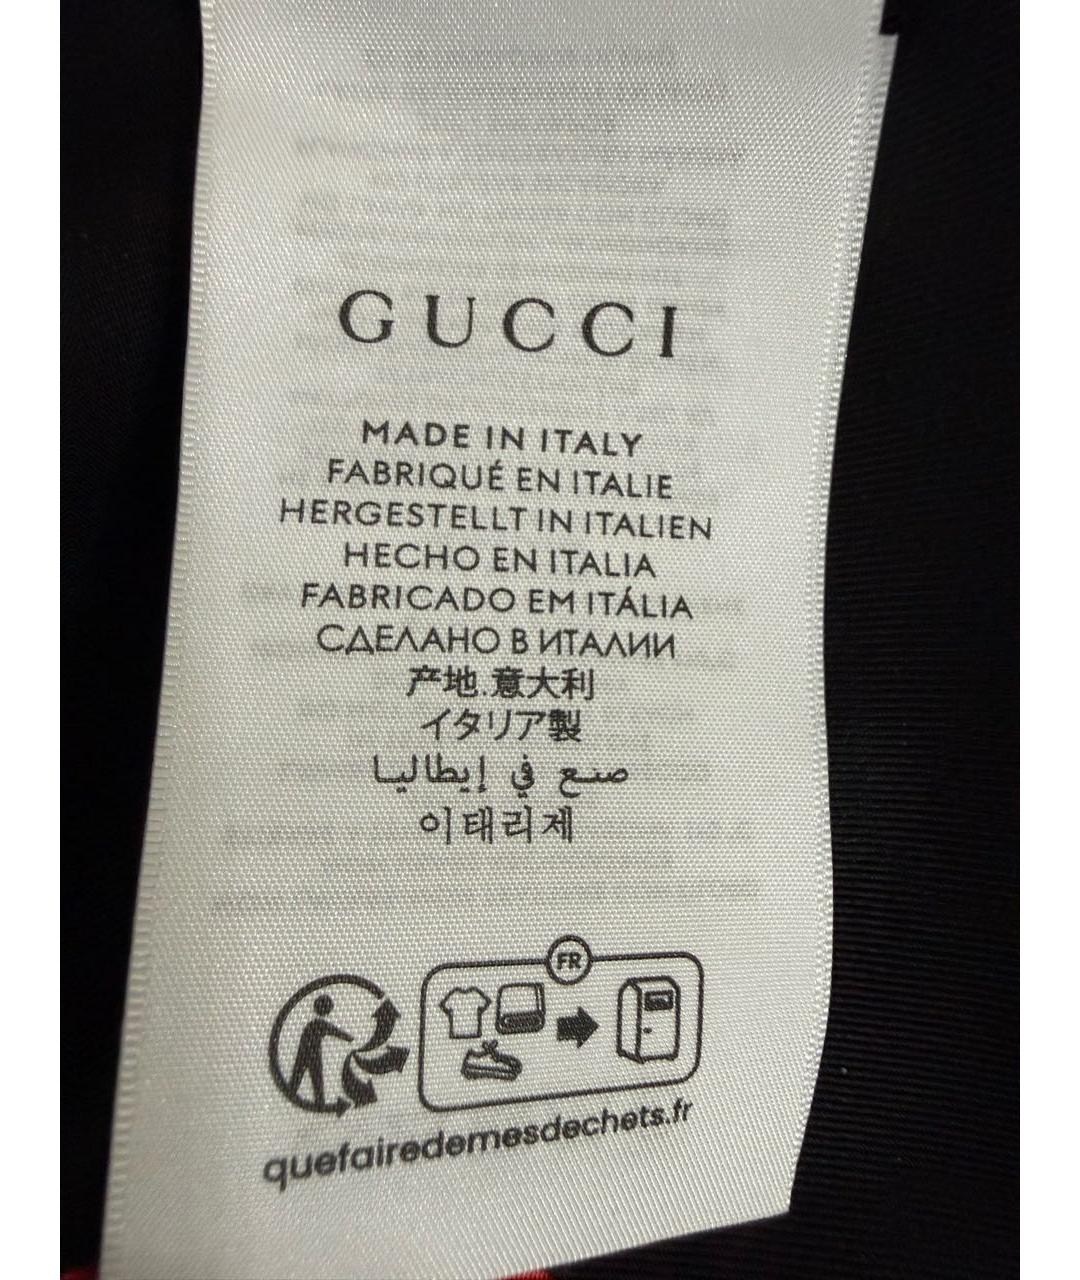 GUCCI
MADE IN ITALY
FABRIQUÉ EN ITALIE
HERGESTELLT IN ITALIEN
HECHO EN ITALIA
FABRICADO EM ITÁLIA
СДЕЛАНО В ИТАЛИИ
产地.意大利
イタリア製
صنع في إيطاليا
이태리제
FR
quefairedemesdechets.fr